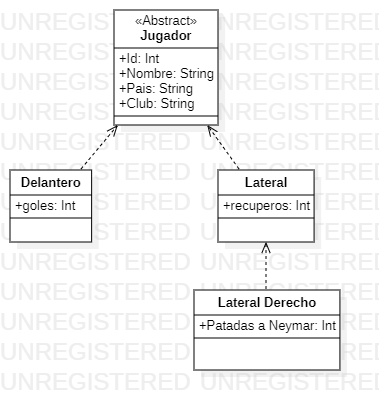 «Abstract»
Jugador
+Id: Int
+Nombre: String
+Pais: String
+Club: String
Delantero
+goles: Int
Lateral
+recuperos: Int
Lateral Derecho
+Patadas a Neymar: Int
UNREGISTERED